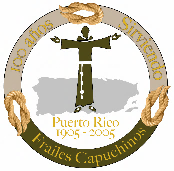 100 años
Sirviendo
Puerto Rico
1905 - 2005
Frailes Capuchinos